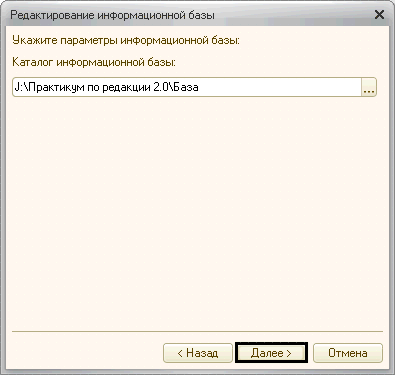 Редактирование информационной базы
Укажите параметры информационной базы:
Каталог информационной базы:
J:\Практикум по редакции 2.0\База ...
< Назад Далее > Отмена